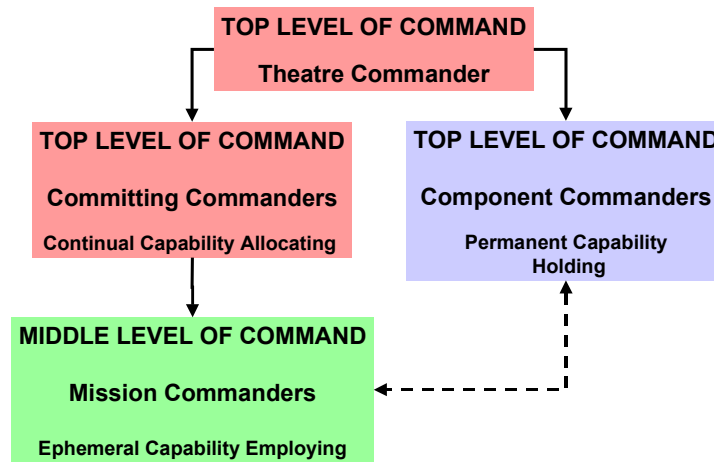 TOP LEVEL OF COMMAND
Theatre Commander
TOP LEVEL OF COMMAND
Committing Commanders
Continual Capability Allocating
TOP LEVEL OF COMMAND
Component Commanders
Permanent Capability
Holding
MIDDLE LEVEL OF COMMAND
Mission Commanders
Ephemeral Capability Employing